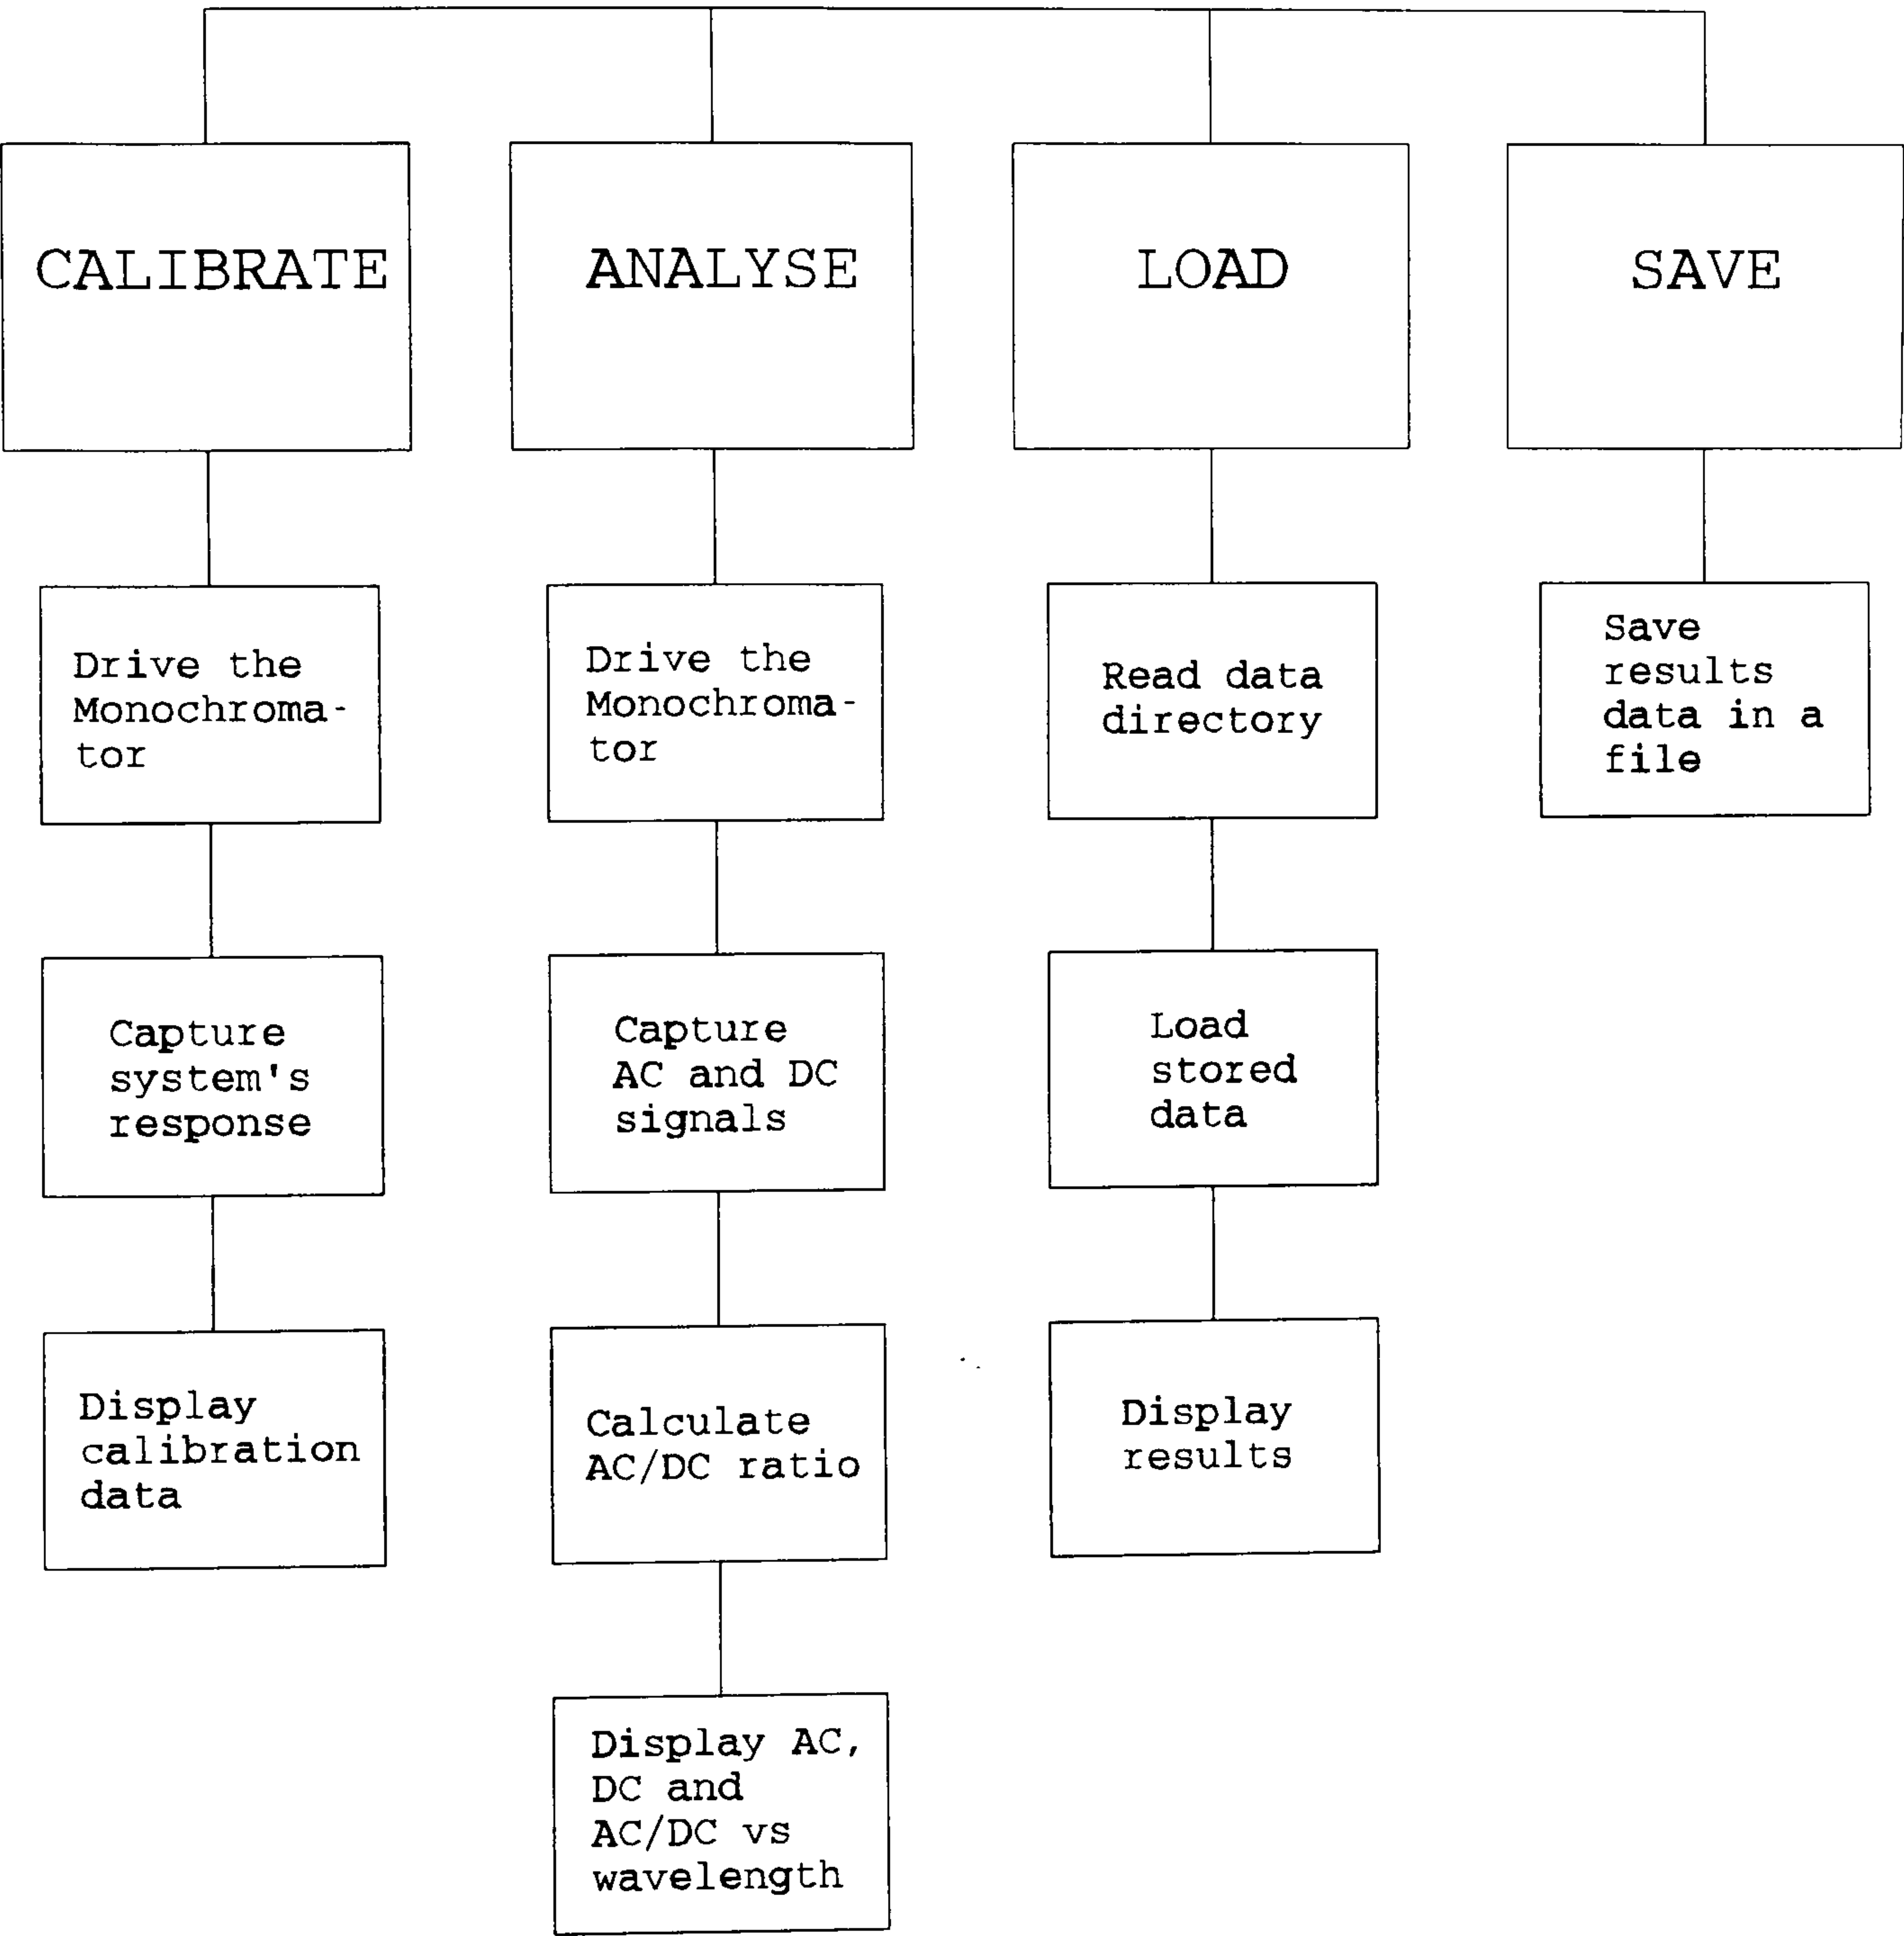 CALIBRATE
ANALYSE
LOAD
SAVE
Drive the
Monochroma-
tor
Drive the
Monochroma-
tor
Read data
directory
Save
results
data in a
file
Capture
system's
response
Capture
AC and DC
signals
Load
stored
data
Display
calibration
data
Calculate
AC/DC ratio
Display
results
Display AC,
DC and
AC/DC vs
wavelength